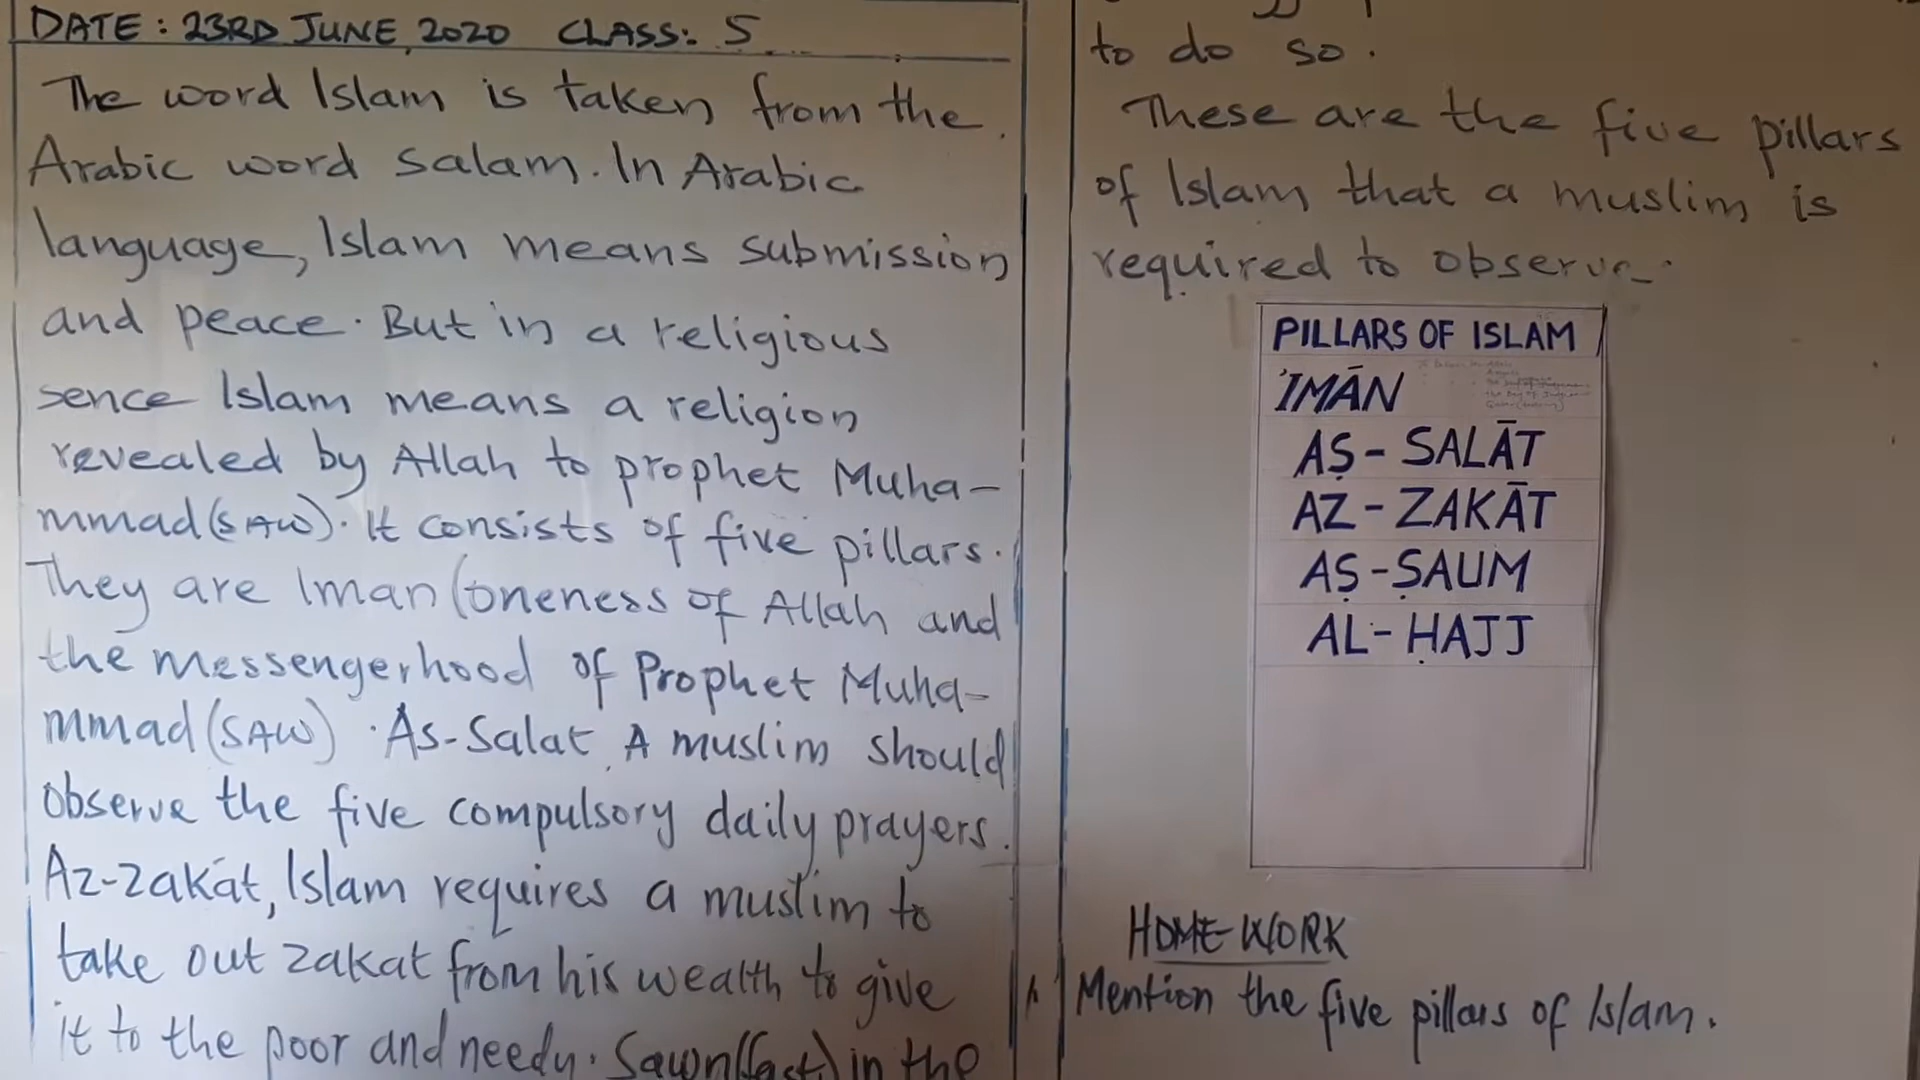 DATE: 23RD JUNE, 2020 CLASS: 5
The word Islam is taken from the
Arabic word salam. In Arabic
language, Islam means submission
and peace. But in a religious
sence Islam means a religion
revealed by Allah to prophet Muha-
mmad (SAW). It consists of five pillars.
They are Iman (oneness of Allah and
the messengerhood of Prophet Muha-
mmad (SAW). As-Salat, A muslim should
observe the five compulsory daily prayers.
Az-zakat, Islam requires a muslim to
take out zakat from his wealth to give
it to the poor and needy. Sawn (fast) in the
to do so.
These are the five pillars
of Islam that a muslim is
required to observe.
PILLARS OF ISLAM
'IMĀN
AṢ-SALĀT
AZ-ZAKĀT
AṢ-ṢAUM
AL-ḤAJJ
HOME WORK
Mention the five pillars of Islam.